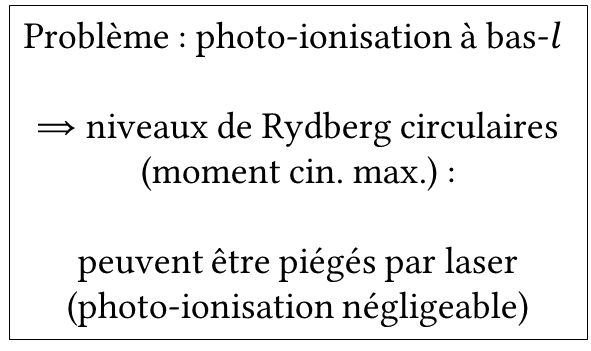 Problème : photo-ionisation à bas-l
⟹ niveaux de Rydberg circulaires
(moment cin. max.) :
peuvent être piégés par laser
(photo-ionisation négligeable)